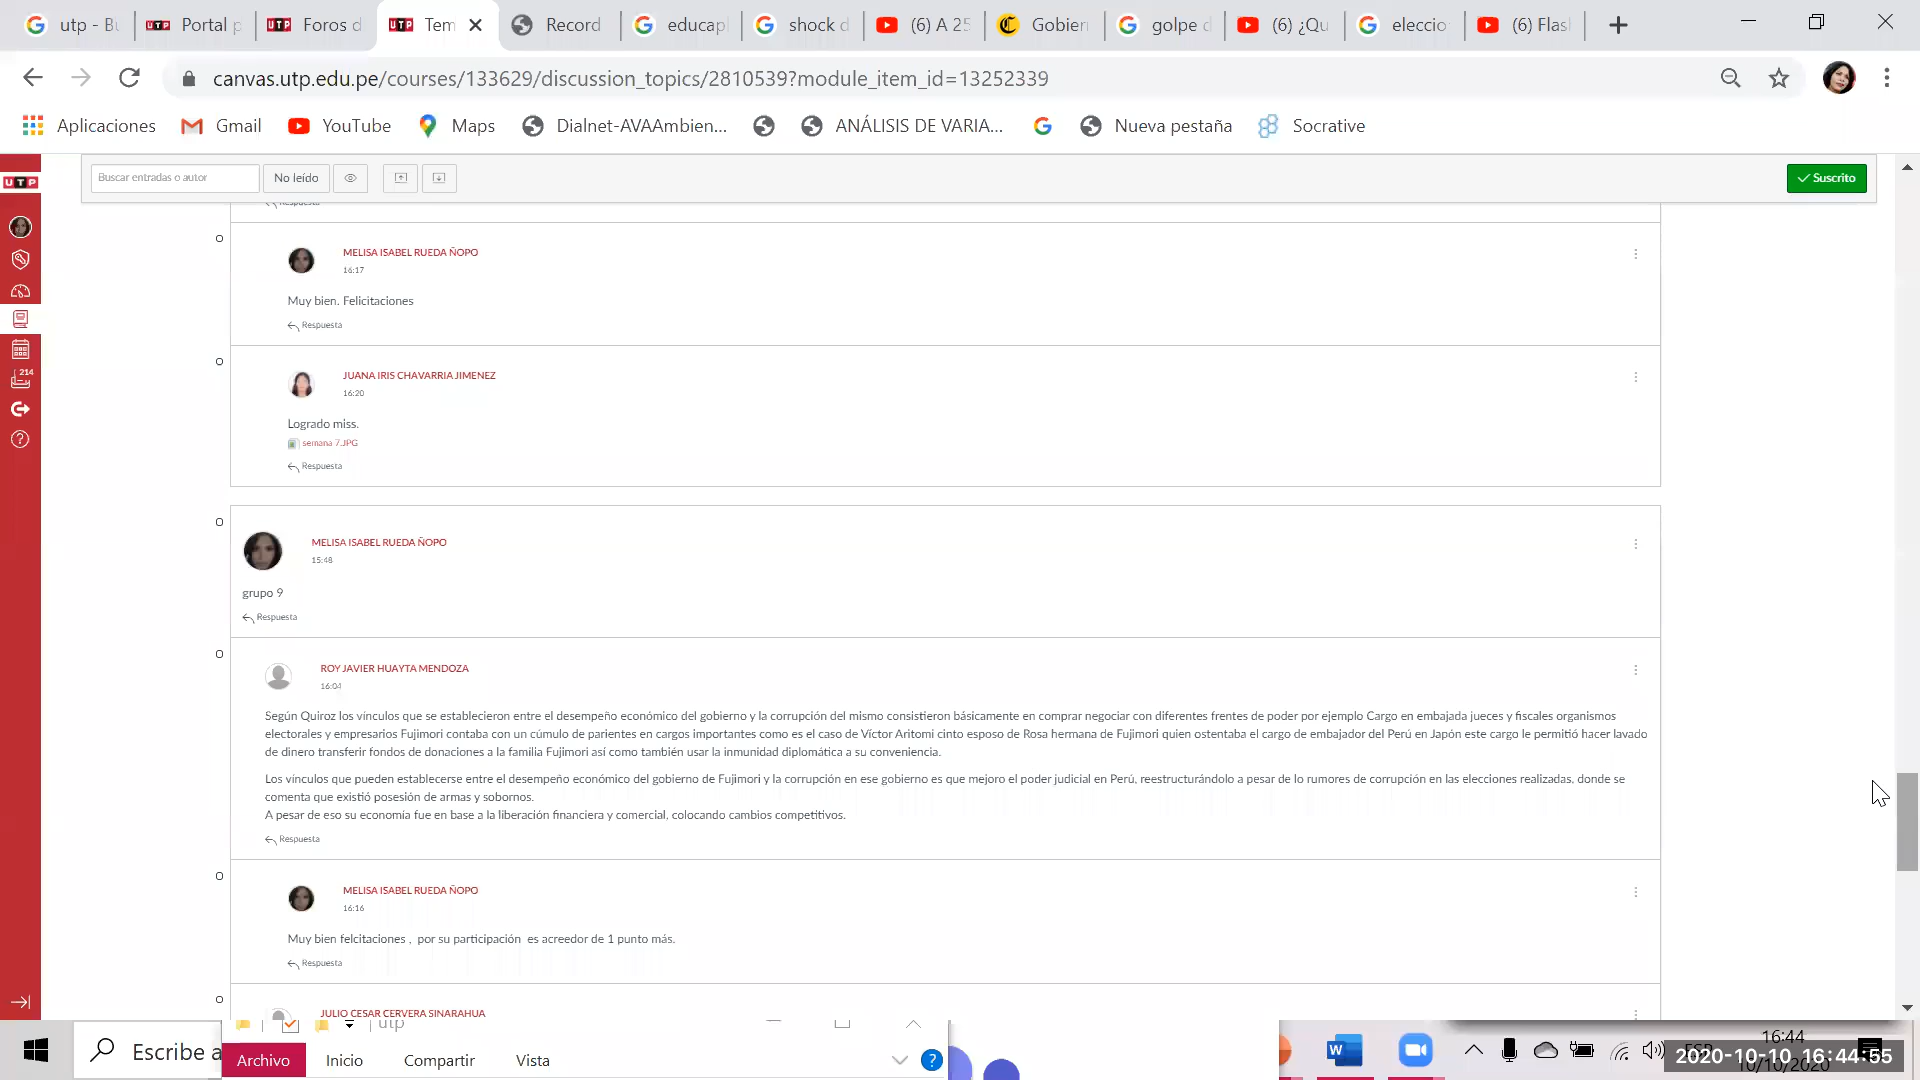 utp - Bu
Portal p
Foros d
Tem
Record
educap
shock d
(6) A 25
Gobier
golpe d
(6) ¿Qu
eleccio
(6) Flas
canvas.utp.edu.pe/courses/133629/discussion_topics/2810539?module_item_id=13252339
Aplicaciones
Gmail
YouTube
Maps
Dialnet-AVAAmbien...
ANÁLISIS DE VARIA...
Nueva pestaña
Socrative
UTP
Buscar entradas o autor
No leído
Suscrito
Respuesta
MELISA ISABEL RUEDA ÑOPO
16:17
Muy bien. Felicitaciones
Respuesta
JUANA IRIS CHAVARRIA JIMENEZ
16:20
Logrado miss.
semana 7.JPG
Respuesta
214
MELISA ISABEL RUEDA ÑOPO
15:48
grupo 9
Respuesta
ROY JAVIER HUAYTA MENDOZA
16:04
Según Quiroz los vínculos que se establecieron entre el desempeño económico del gobierno y la corrupción del mismo consistieron básicamente en comprar negociar con diferentes frentes de poder por ejemplo Cargo en embajada jueces y fiscales organismos
electorales y empresarios Fujimori contaba con un cúmulo de parientes en cargos importantes como es el caso de Víctor Aritomi cinto esposo de Rosa hermana de Fujimori quien ostentaba el cargo de embajador del Perú en Japón este cargo le permitió hacer lavado
de dinero transferir fondos de donaciones a la familia Fujimori así como también usar la inmunidad diplomática a su conveniencia.
Los vínculos que pueden establecerse entre el desempeño económico del gobierno de Fujimori y la corrupción en ese gobierno es que mejoro el poder judicial en Perú, reestructurándolo a pesar de lo rumores de corrupción en las elecciones realizadas, donde se
comenta que existió posesión de armas y sobornos.
A pesar de eso su economía fue en base a la liberación financiera y comercial, colocando cambios competitivos.
Respuesta
MELISA ISABEL RUEDA ÑOPO
16:16
Muy bien felcitaciones , por su participación es acreedor de 1 punto más.
Respuesta
JULIO CESAR CERVERA SINARAHUA
utp
Escribe a
Archivo
Inicio
Compartir
Vista
ESP
16:44
10/10/2020
2020-10-10 16:44:55